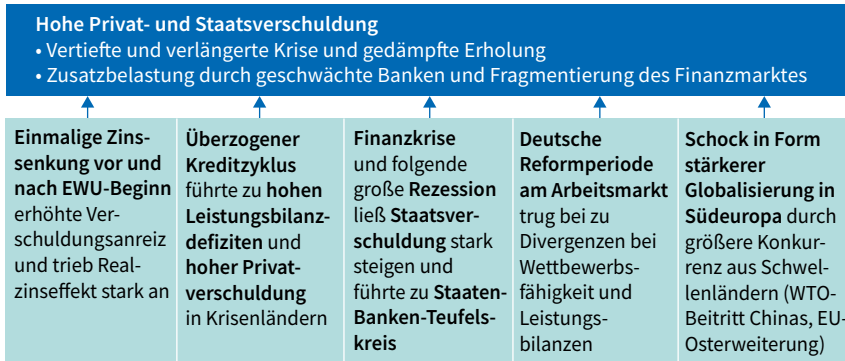 Hohe Privat- und Staatsverschuldung
• Vertiefte und verlängerte Krise und gedämpfte Erholung
• Zusatzbelastung durch geschwächte Banken und Fragmentierung des Finanzmarktes
Einmalige Zins-
senkung vor und
nach EWU-Beginn
erhöhte Ver-
schuldungsanreiz
und trieb Real-
zinseffekt stark an
Überzogener
Kreditzyklus
führte zu hohen
Leistungsbilanz-
defiziten und
hoher Privat-
verschuldung
in Krisenländern
Finanzkrise
und folgende
große Rezession
ließ Staatsver-
schuldung stark
steigen und
führte zu Staaten-
Banken-Teufels-
kreis
Deutsche
Reformperiode
am Arbeitsmarkt
trug bei zu
Divergenzen bei
Wettbewerbs-
fähigkeit und
Leistungs-
bilanzen
Schock in Form
stärkerer
Globalisierung in
Südeuropa durch
größere Konkur-
renz aus Schwel-
lenländern (WTO-
Beitritt Chinas, EU-
Osterweiterung)